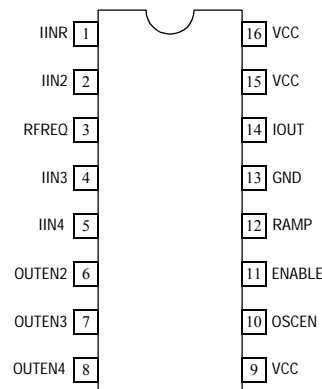 IINR 1 16 VCC
IIN2 2 15 VCC
RFREQ 3 14 IOUT
IIN3 4 13 GND
IIN4 5 12 RAMP
OUTEN2 6 11 ENABLE
OUTEN3 7 10 OSCEN
OUTEN4 8 9 VCC